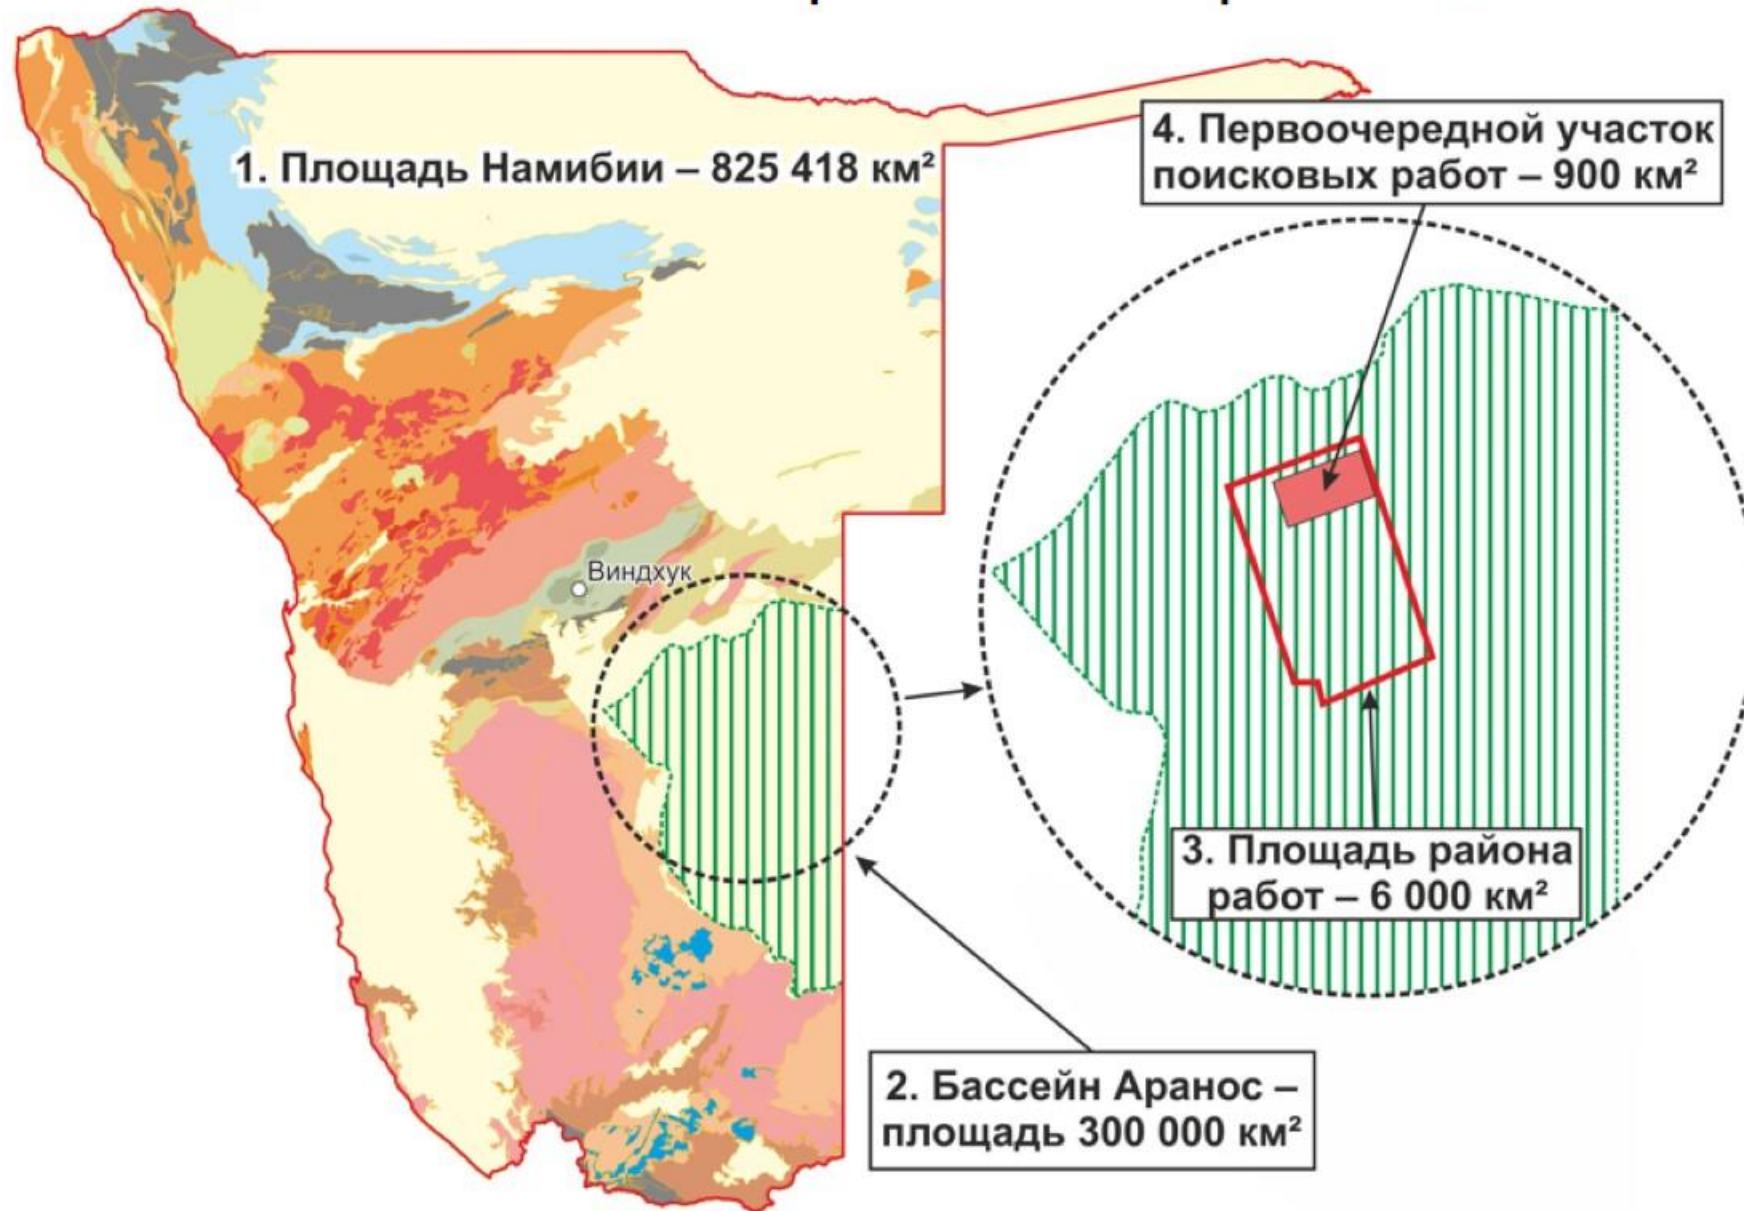 1. Площадь Намибии – 825 418 км²
4. Первоочередной участок
поисковых работ – 900 км²
Виндхук
3. Площадь района
работ – 6 000 км²
2. Бассейн Аранос –
площадь 300 000 км²